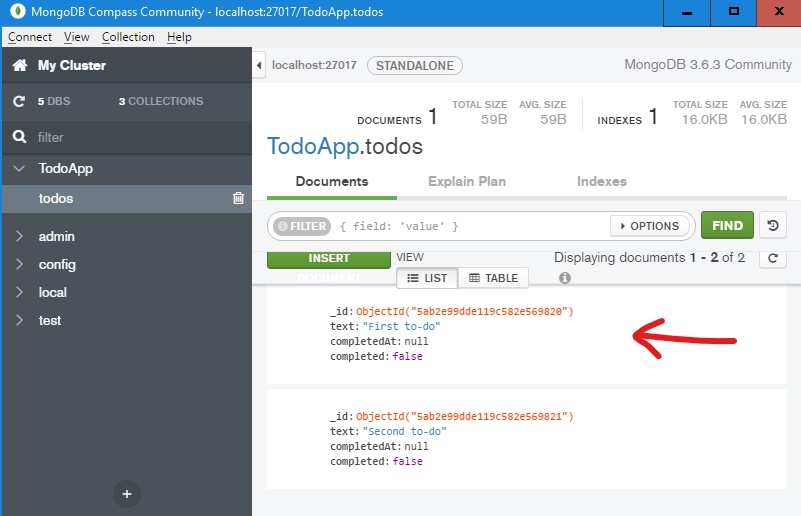 MongoDB Compass Community - localhost:27017/TodoApp.todos
Connect View Collection Help
My Cluster
5 DBS 3 COLLECTIONS
filter
TodoApp
todos
admin
config
local
test
localhost:27017 STANDALONE MongoDB 3.6.3 Community
DOCUMENTS 1 TOTAL SIZE 59B AVG. SIZE 59B INDEXES 1 TOTAL SIZE 16.0KB AVG. SIZE 16.0KB
TodoApp.todos
Documents Explain Plan Indexes
FILTER { field: 'value' } OPTIONS FIND
INSERT DOCUMENT VIEW LIST TABLE Displaying documents 1 - 2 of 2
_id: ObjectId("5ab2e99dde119c582e569820")
text: "First to-do"
completedAt: null
completed: false
_id: ObjectId("5ab2e99dde119c582e569821")
text: "Second to-do"
completedAt: null
completed: false